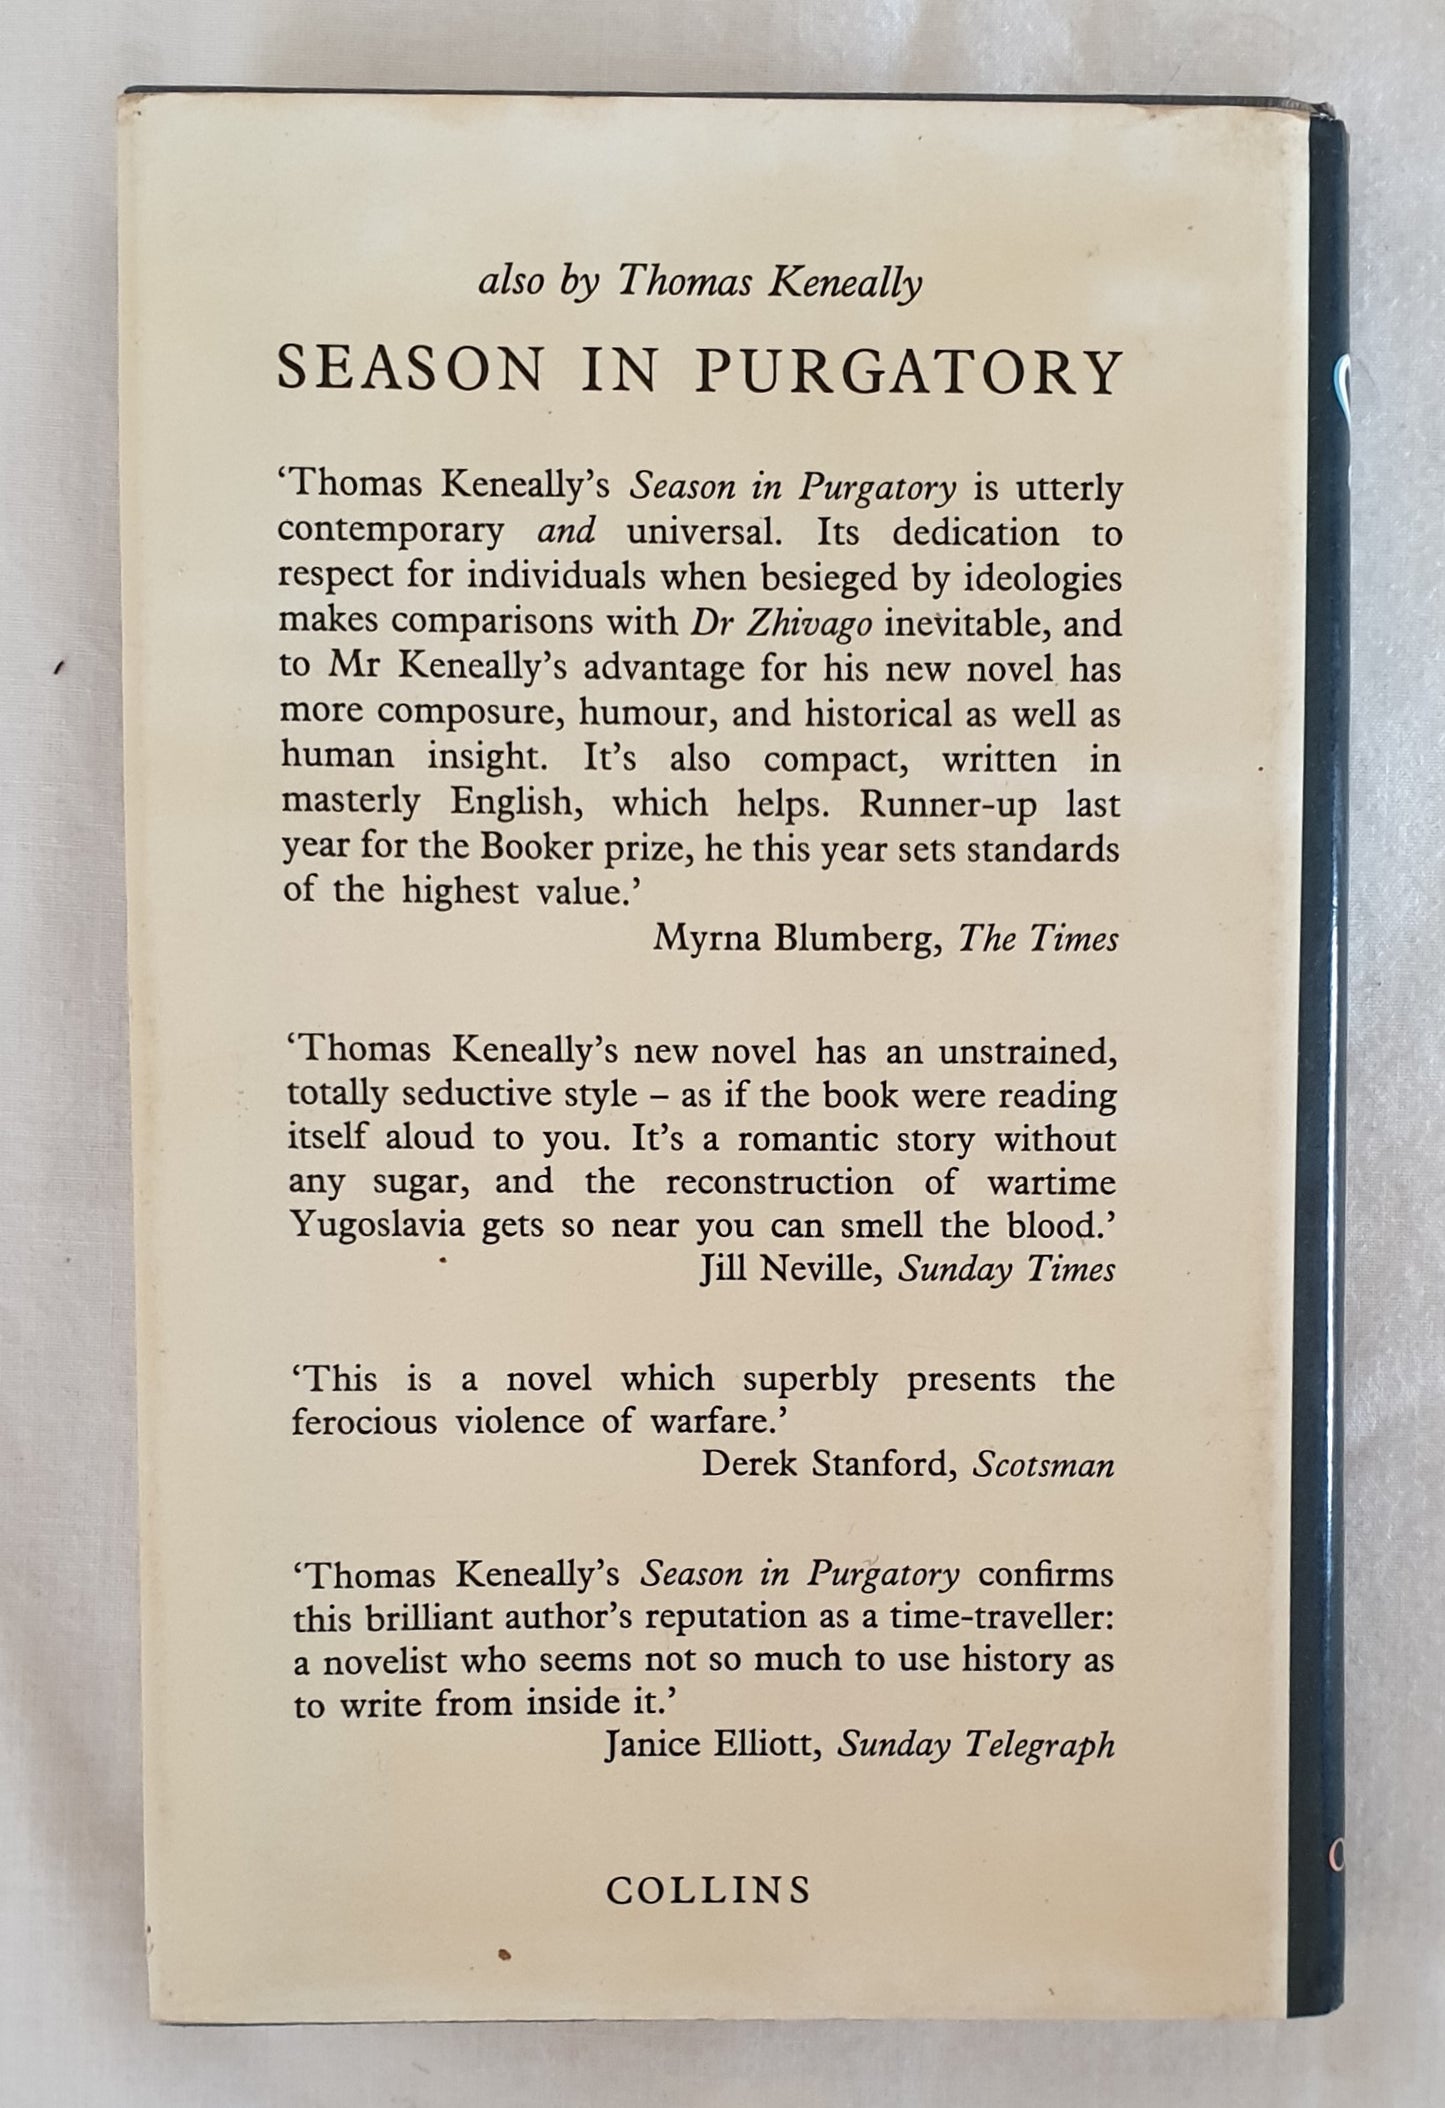 also by Thomas Keneally
SEASON IN PURGATORY
‘Thomas Keneally’s Season in Purgatory is utterly
contemporary and universal. Its dedication to
respect for individuals when besieged by ideologies
makes comparisons with Dr Zhivago inevitable, and
to Mr Keneally’s advantage for his new novel has
more composure, humour, and historical as well as
human insight. It’s also compact, written in
masterly English, which helps. Runner-up last
year for the Booker prize, he this year sets standards
of the highest value.’
Myrna Blumberg, The Times
‘Thomas Keneally’s new novel has an unstrained,
totally seductive style – as if the book were reading
itself aloud to you. It’s a romantic story without
any sugar, and the reconstruction of wartime
Yugoslavia gets so near you can smell the blood.’
Jill Neville, Sunday Times
‘This is a novel which superbly presents the
ferocious violence of warfare.’
Derek Stanford, Scotsman
‘Thomas Keneally’s Season in Purgatory confirms
this brilliant author’s reputation as a time-traveller:
a novelist who seems not so much to use history as
to write from inside it.’
Janice Elliott, Sunday Telegraph
COLLINS